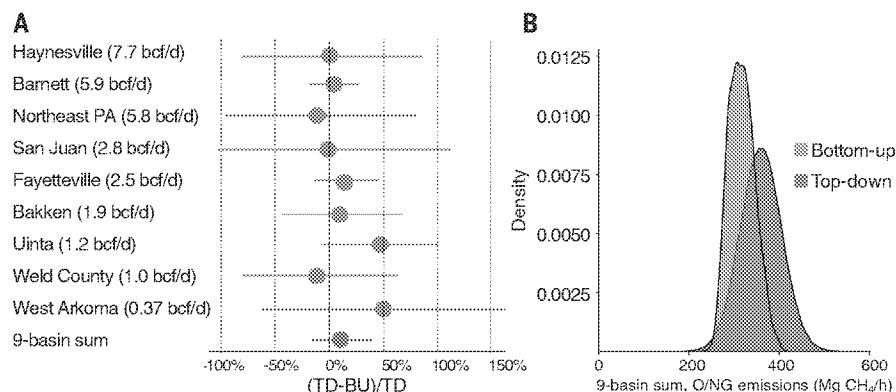 A
Haynesville (7.7 bcf/d)
Barnett (5.9 bcf/d)
Northeast PA (5.8 bcf/d)
San Juan (2.8 bcf/d)
Fayetteville (2.5 bcf/d)
Bakken (1.9 bcf/d)
Uinta (1.2 bcf/d)
Weld County (1.0 bcf/d)
West Arkoma (0.37 bcf/d)
9-basin sum
-100% -50% 0% 50% 100% 150%
(TD-BU)/TD
B
0.0125
0.0100
0.0075
0.0050
0.0025
Density
Bottom-up
Top-down
0 200 400 600
9-basin sum, O/NG emissions (Mg CH₄/h)